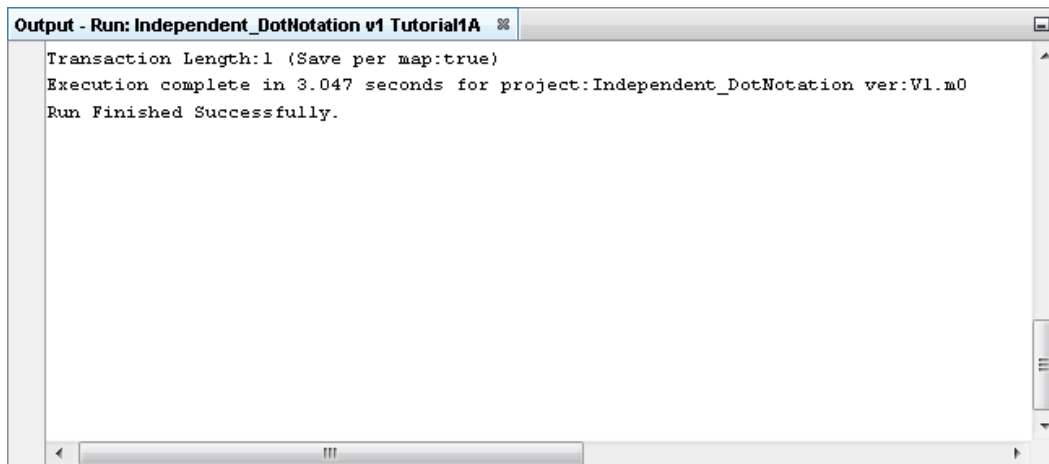 Output - Run: Independent_DotNotation v1 Tutorial1A
Transaction Length:1 (Save per map:true)
Execution complete in 3.047 seconds for project:Independent_DotNotation ver:V1.m0
Run Finished Successfully.